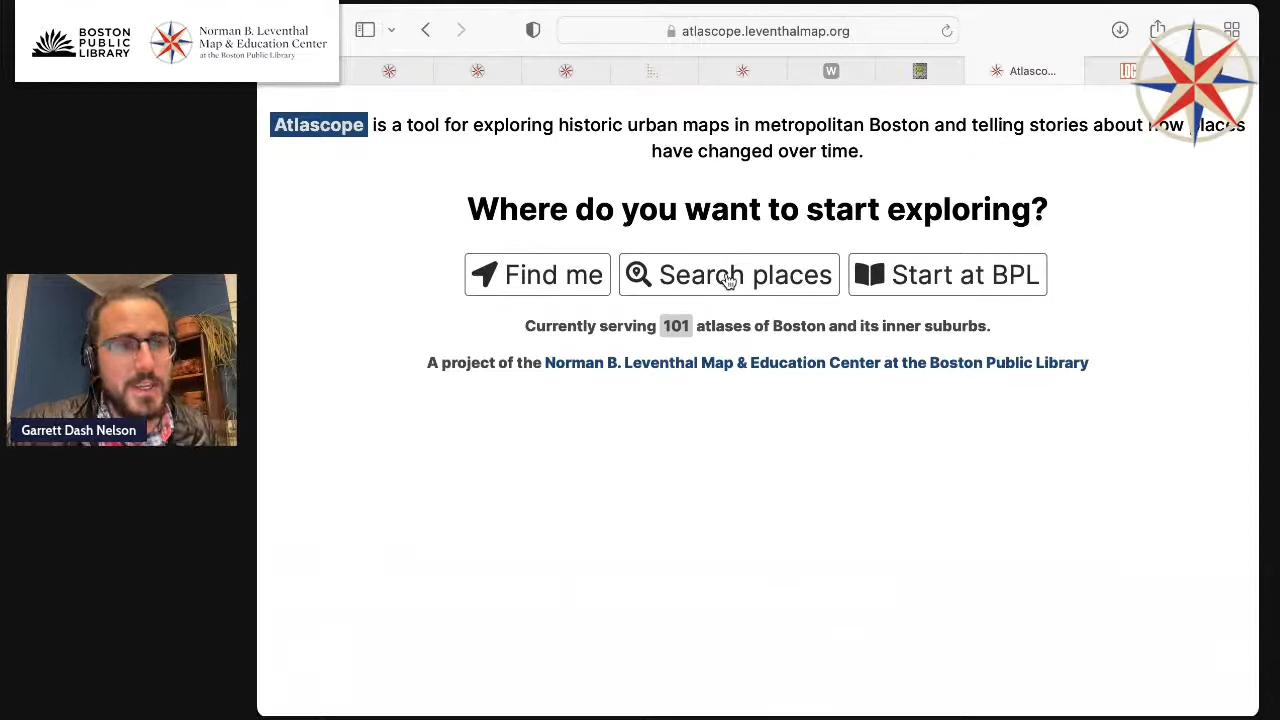 BOSTON
PUBLIC
LIBRARY
Norman B. Leventhal
Map & Education Center
at the Boston Public Library
atlascope.leventhalmap.org
W
Atlasco...
LOC
Atlascope is a tool for exploring historic urban maps in metropolitan Boston and telling stories about how places
have changed over time.
Where do you want to start exploring?
Find me
Search places
Start at BPL
Currently serving 101 atlases of Boston and its inner suburbs.
A project of the Norman B. Leventhal Map & Education Center at the Boston Public Library
Garrett Dash Nelson